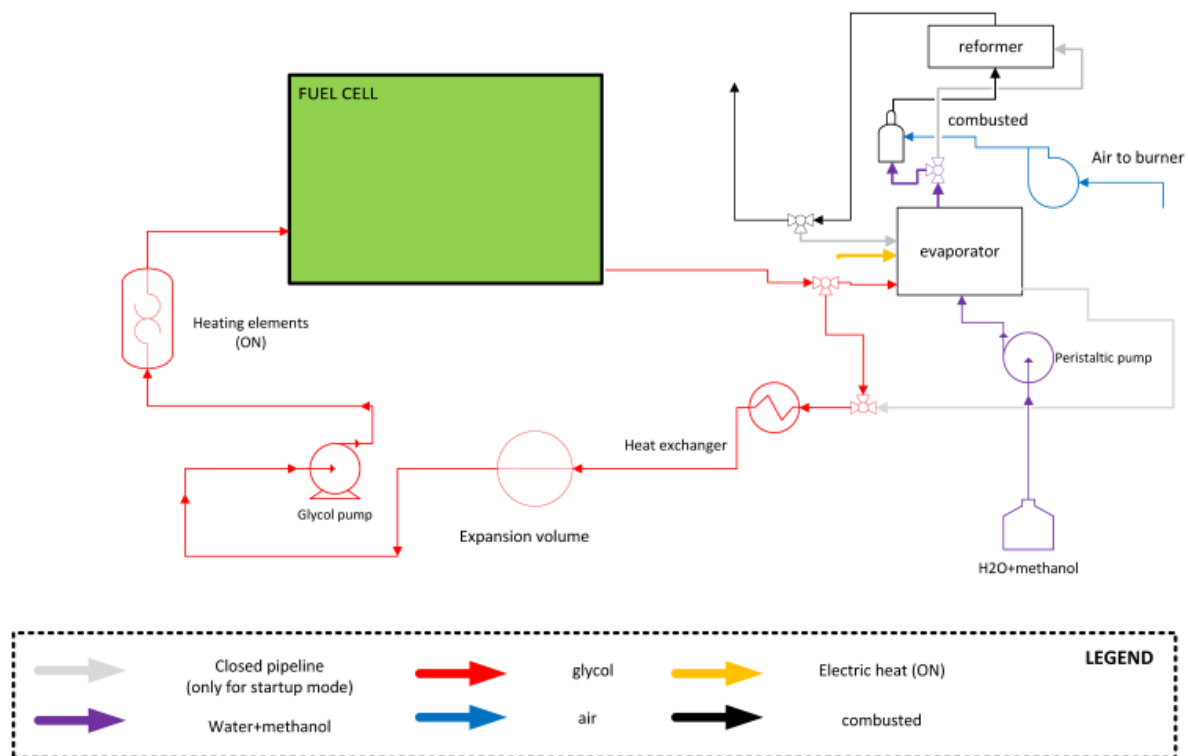 reformer
FUEL CELL
combusted
Air to burner
evaporator
Heating elements
(ON)
Peristaltic pump
Heat exchanger
Glycol pump
Expansion volume
H2O+methanol
LEGEND
Closed pipeline
(only for startup mode)
glycol
Electric heat (ON)
Water+methanol
air
combusted